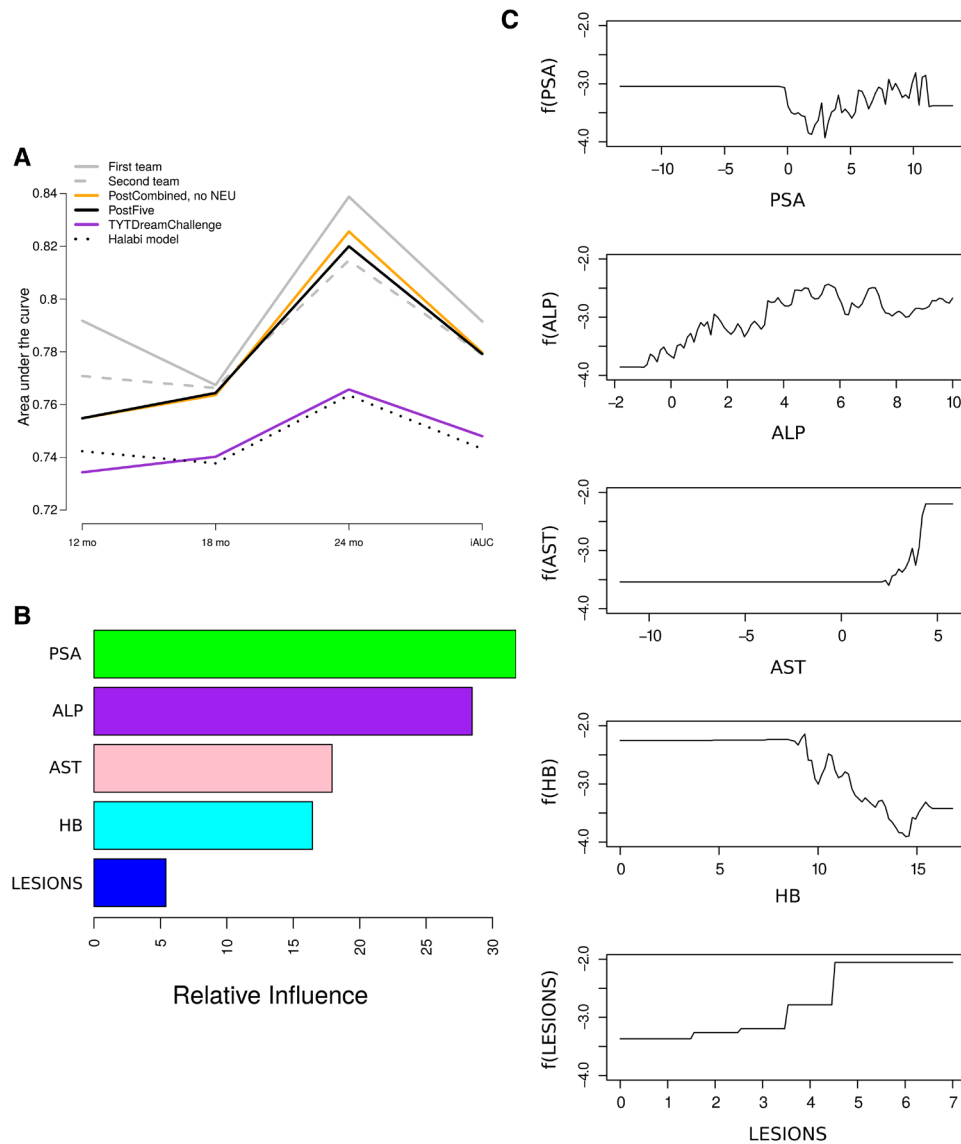 A
First team
Second team
PostCombined, no NEU
PostFive
TYTDreamChallenge
Halabi model
Area under the curve
0.84
0.82
0.8
0.78
0.76
0.74
0.72
12 mo 18 mo 24 mo iAUC
B
PSA
ALP
AST
HB
LESIONS
0 5 10 15 20 25 30
Relative Influence
C
f(PSA)
-2.0
-3.0
-4.0
-10 -5 0 5 10
PSA
f(ALP)
-2.0
-3.0
-4.0
-2 0 2 4 6 8 10
ALP
f(AST)
-2.0
-3.0
-4.0
-10 -5 0 5
AST
f(HB)
-2.0
-3.0
-4.0
0 5 10 15
HB
f(LESIONS)
-2.0
-3.0
-4.0
0 1 2 3 4 5 6 7
LESIONS